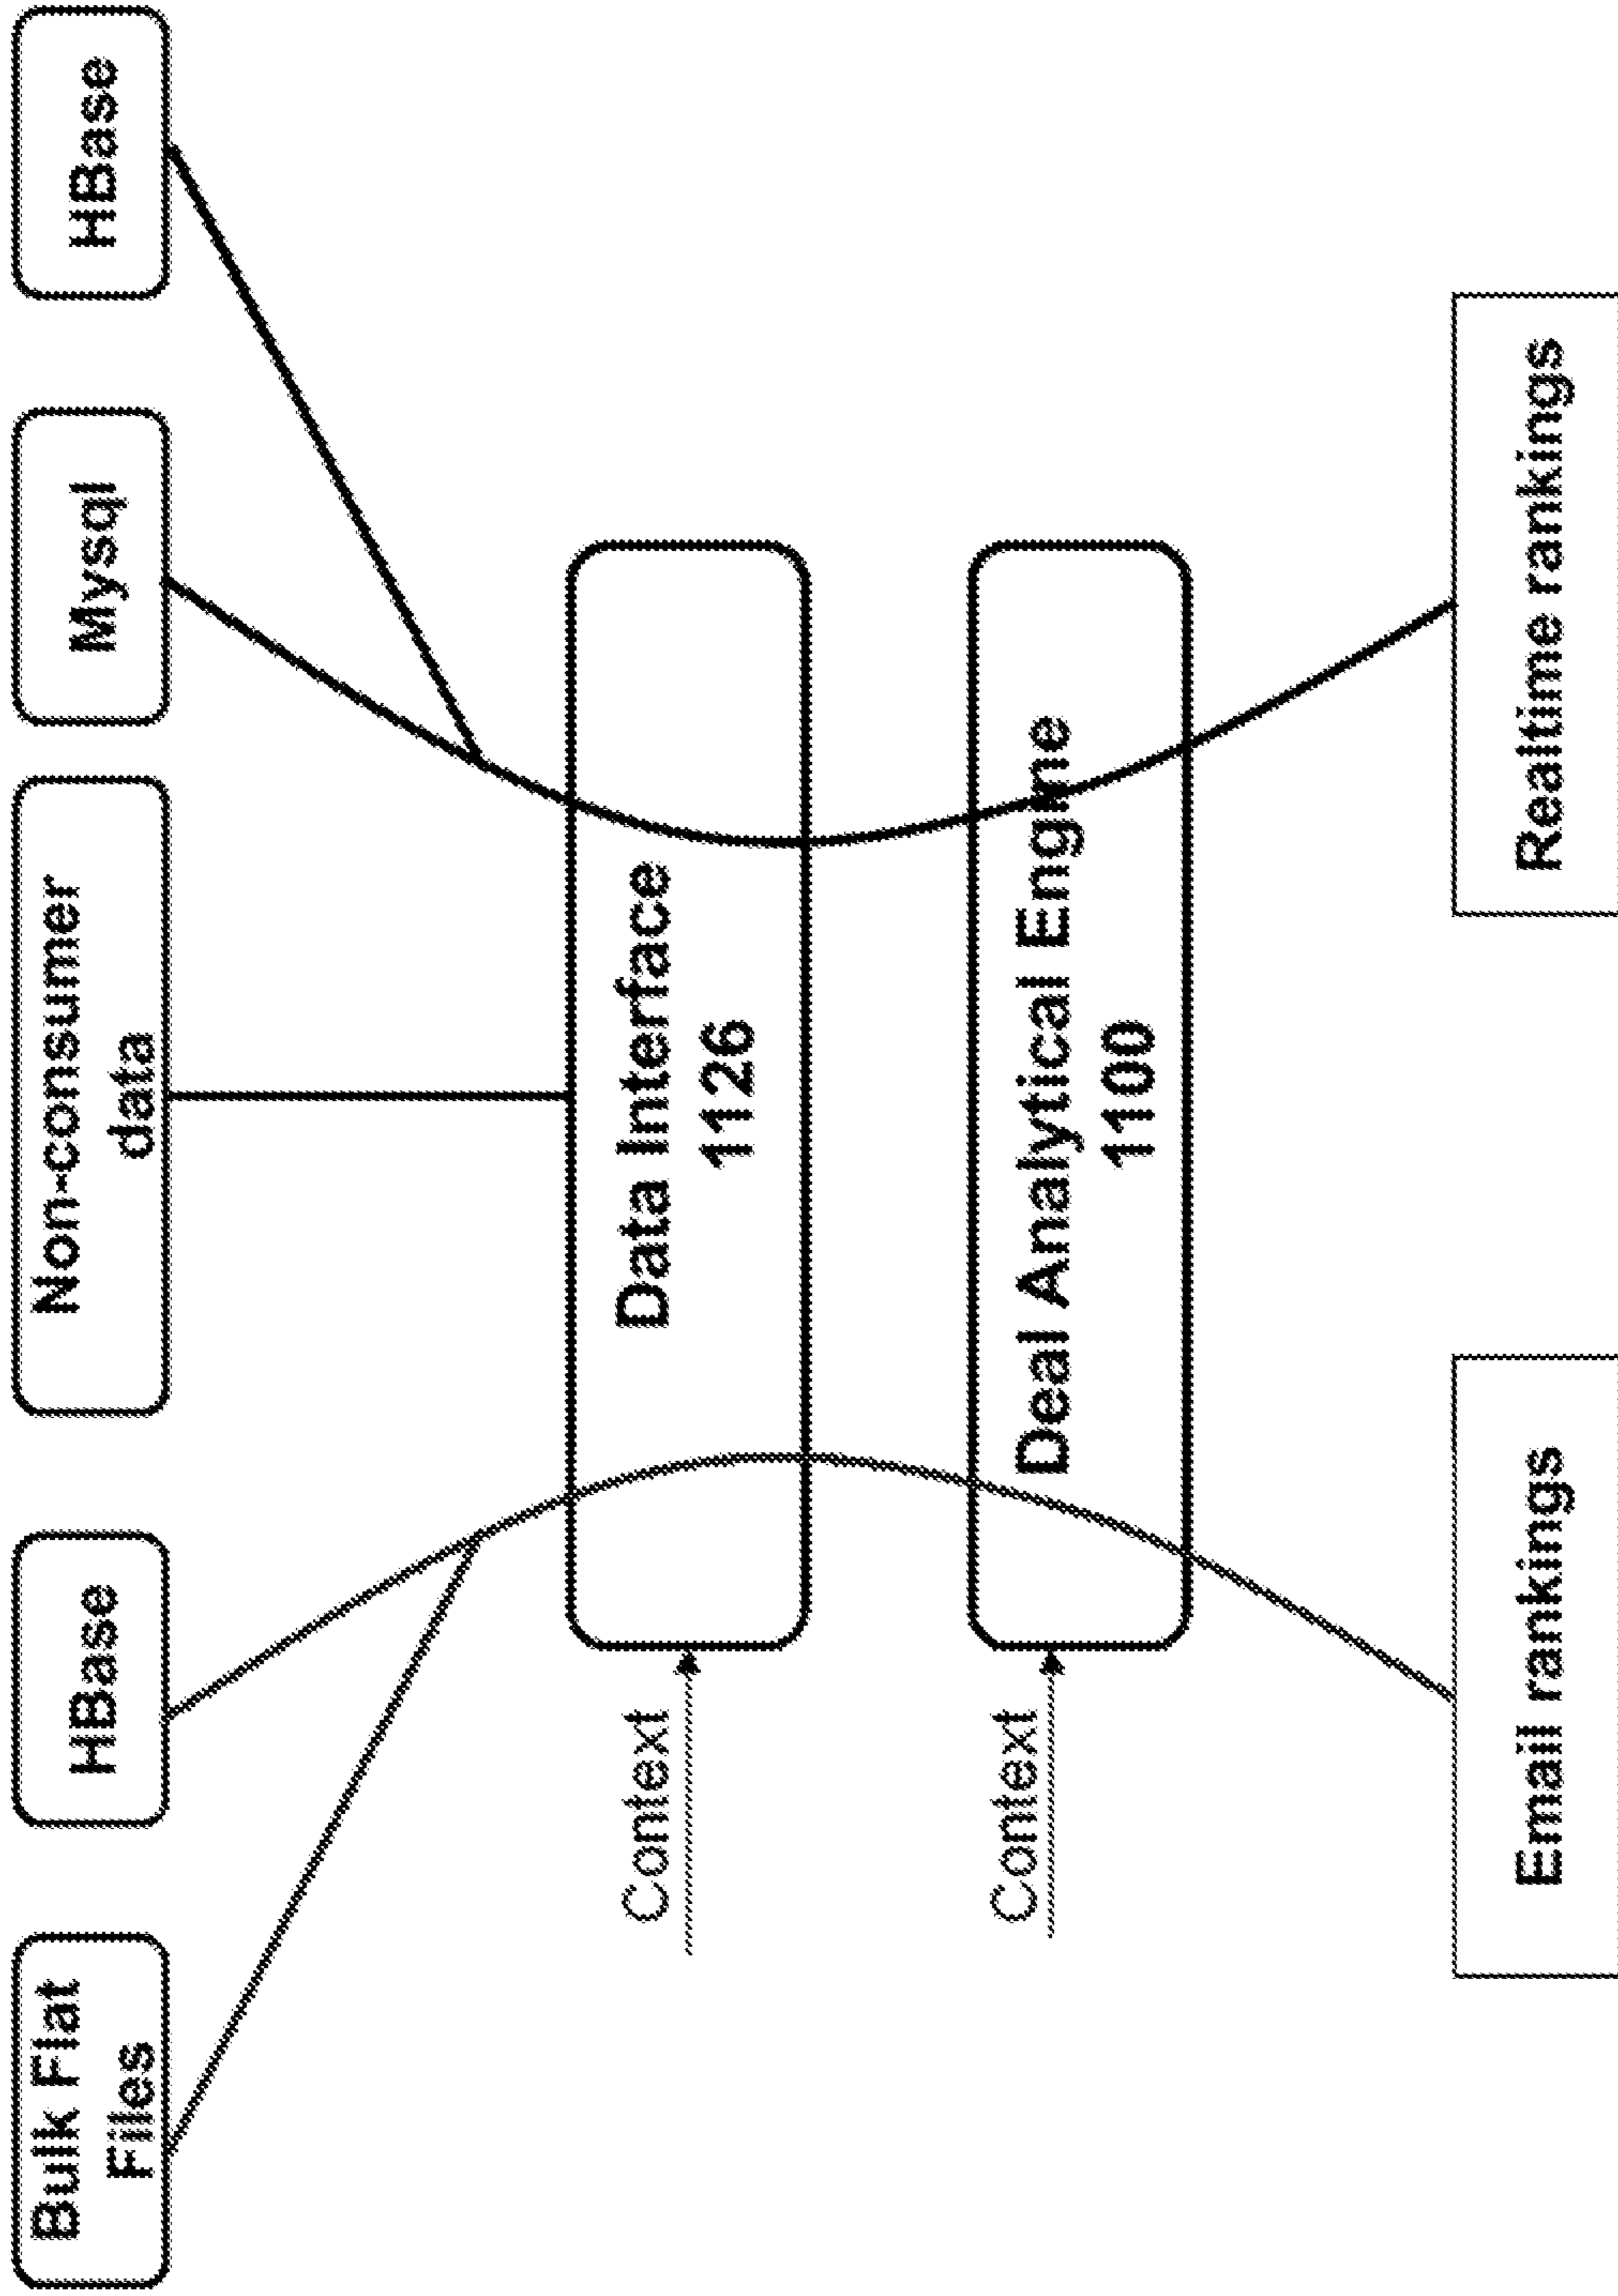 Bulk Flat
Files
HBase
Non-consumer
data
Mysql
HBase
Context
Data Interface
1126
Context
Deal Analytical Engine
1100
Email rankings
Realtime rankings